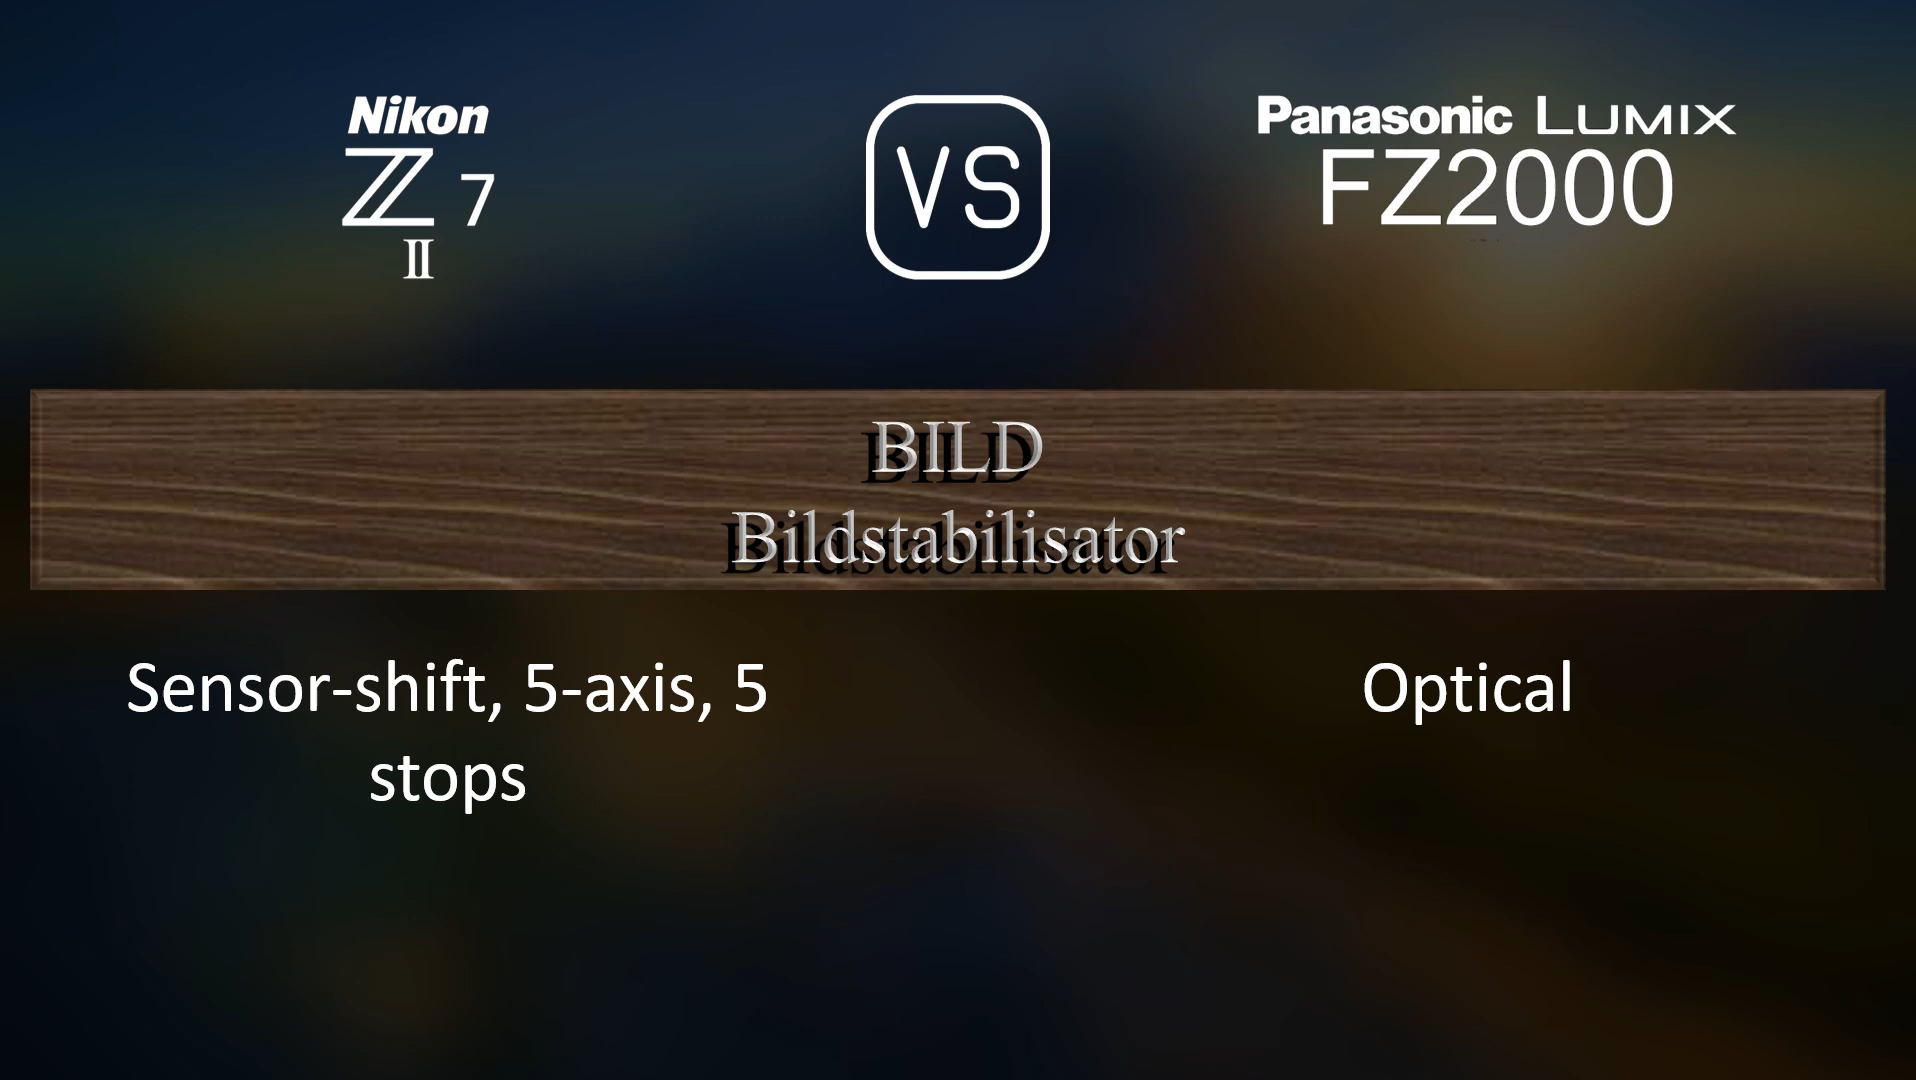 Nikon
Z 7
II
VS
Panasonic LUMIX
FZ2000
BILD
Bildstabilisator
Sensor-shift, 5-axis, 5
stops
Optical